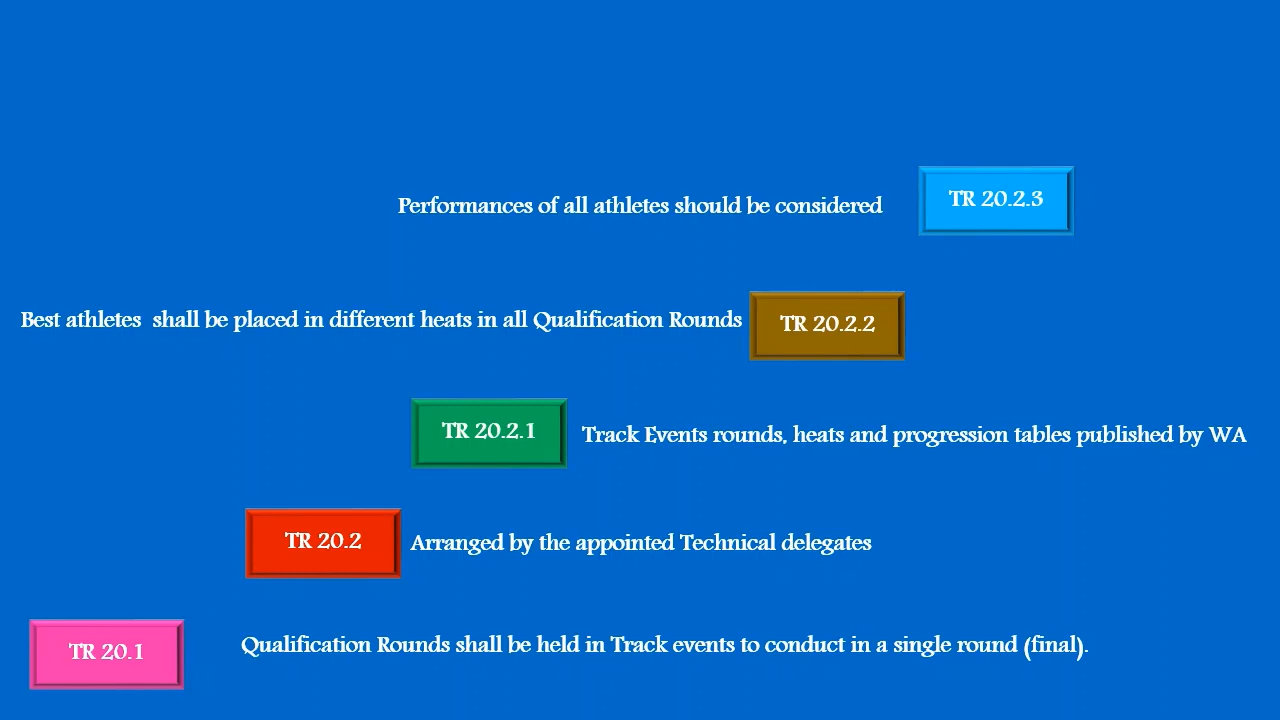 Performances of all athletes should be considered TR 20.2.3
Best athletes shall be placed in different heats in all Qualification Rounds TR 20.2.2
TR 20.2.1 Track Events rounds, heats and progression tables published by WA
TR 20.2 Arranged by the appointed Technical delegates
TR 20.1 Qualification Rounds shall be held in Track events to conduct in a single round (final).